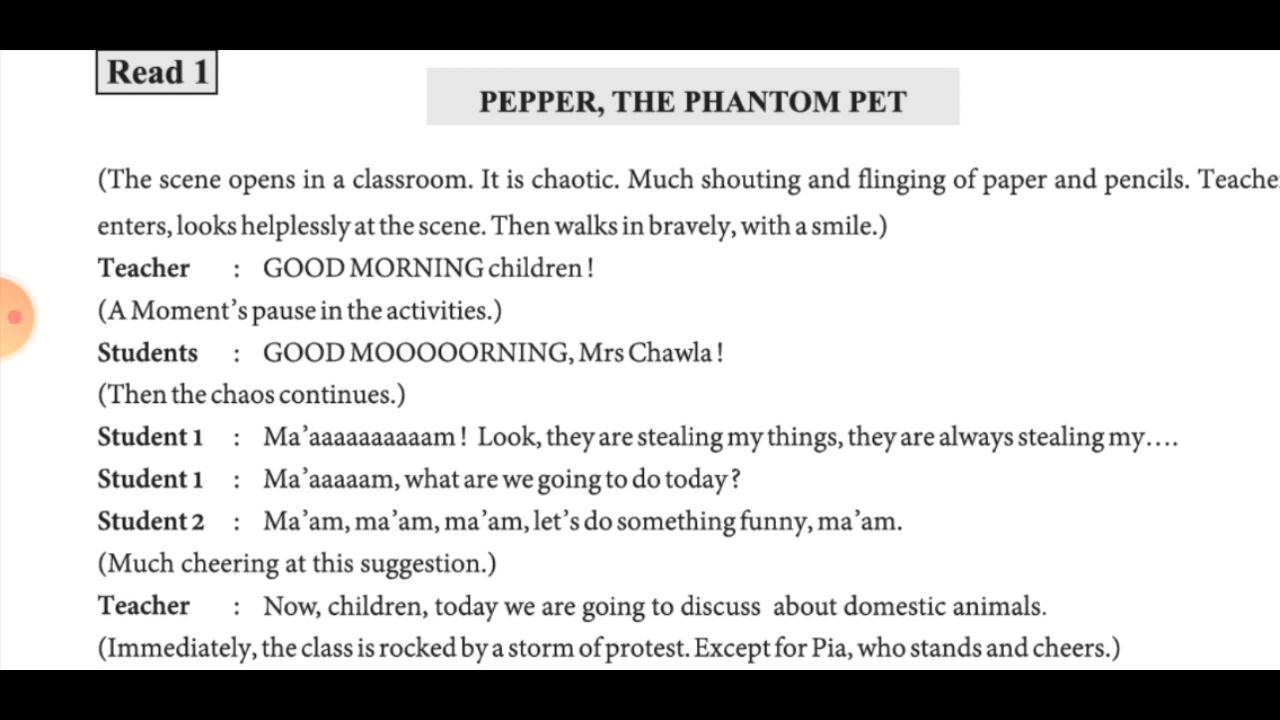 Read 1
PEPPER, THE PHANTOM PET
(The scene opens in a classroom. It is chaotic. Much shouting and flinging of paper and pencils. Teache
enters, looks helplessly at the scene. Then walks in bravely, with a smile.)
Teacher : GOOD MORNING children !
(A Moment’s pause in the activities.)
Students : GOOD MOOOOORNING, Mrs Chawla !
(Then the chaos continues.)
Student 1 : Ma’aaaaaaaaaam ! Look, they are stealing my things, they are always stealing my....
Student 1 : Ma’aaaaam, what are we going to do today ?
Student 2 : Ma’am, ma’am, ma’am, let’s do something funny, ma’am.
(Much cheering at this suggestion.)
Teacher : Now, children, today we are going to discuss about domestic animals.
(Immediately, the class is rocked by a storm of protest. Except for Pia, who stands and cheers.)